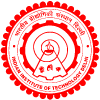 भारतीय प्रौद्योगिकी संस्थान दिल्ली
INDIAN INSTITUTE OF TECHNOLOGY DELHI